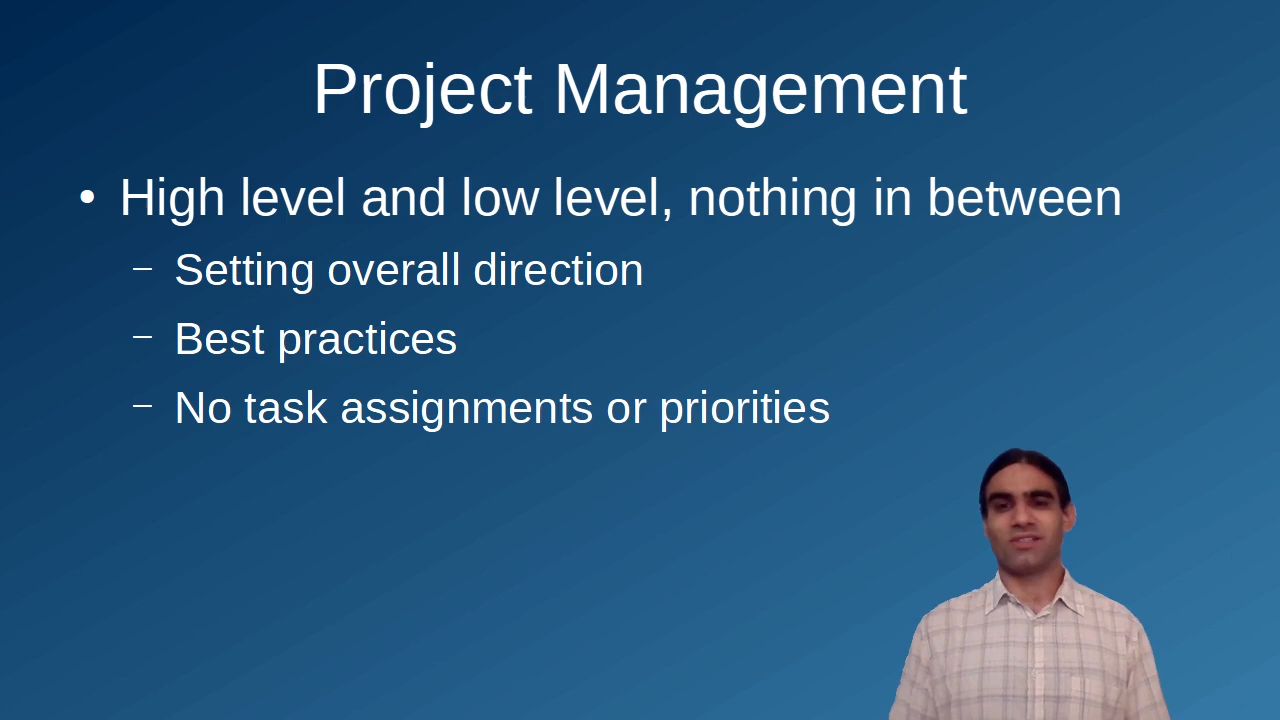 Project Management
• High level and low level, nothing in between
– Setting overall direction
– Best practices
– No task assignments or priorities